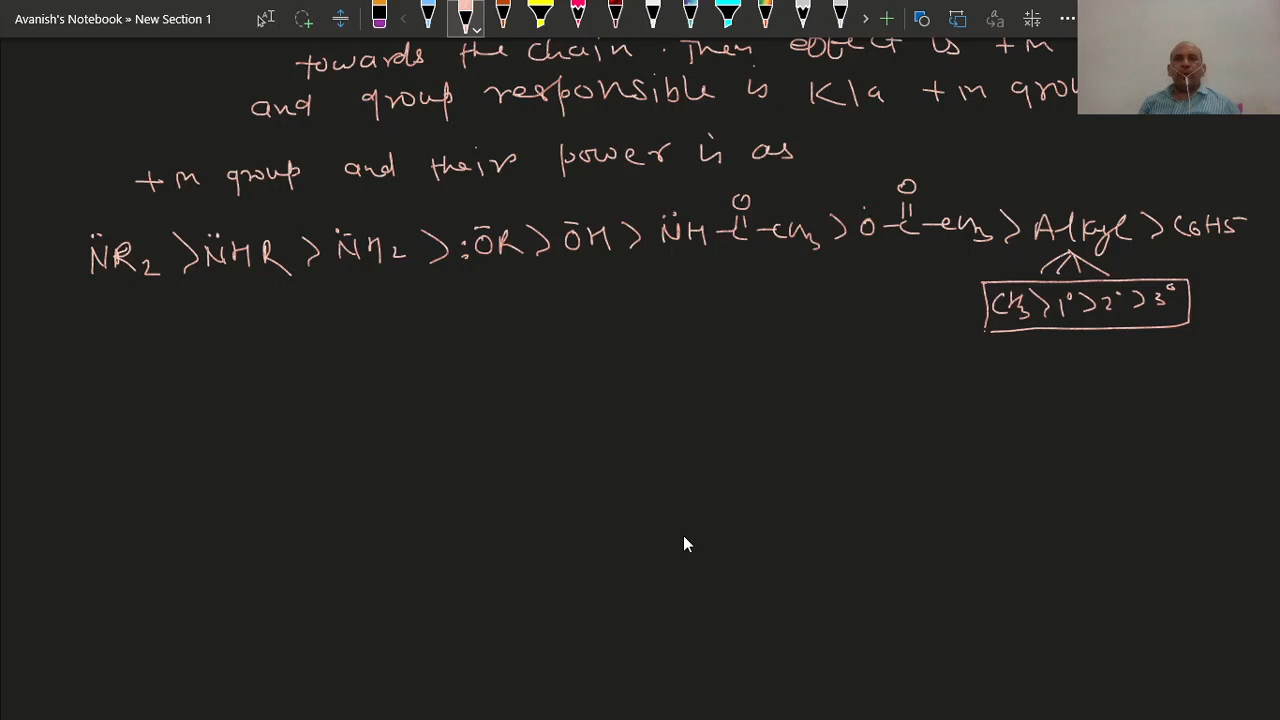 Avanish's Notebook » New Section 1
towards the chain. Then effect is +m
and group responsible is K/a +m grou
+m group and their power is as
N̈R₂ > N̈HR > N̈H₂ > :ŌR > ŌH > N̈H-C-CH₃ > Ȯ-C-CH₃ > Alkyl > C6H5
O O
CH₃ > 1° > 2° > 3°